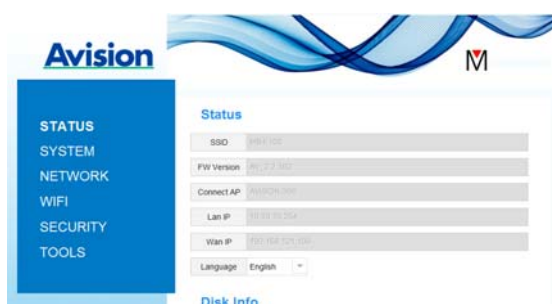 Avision
M
STATUS
SYSTEM
NETWORK
WIFI
SECURITY
TOOLS
Status
SSID
FW Version
Connect AP
Lan IP
Wan IP
Language English
Disk Info